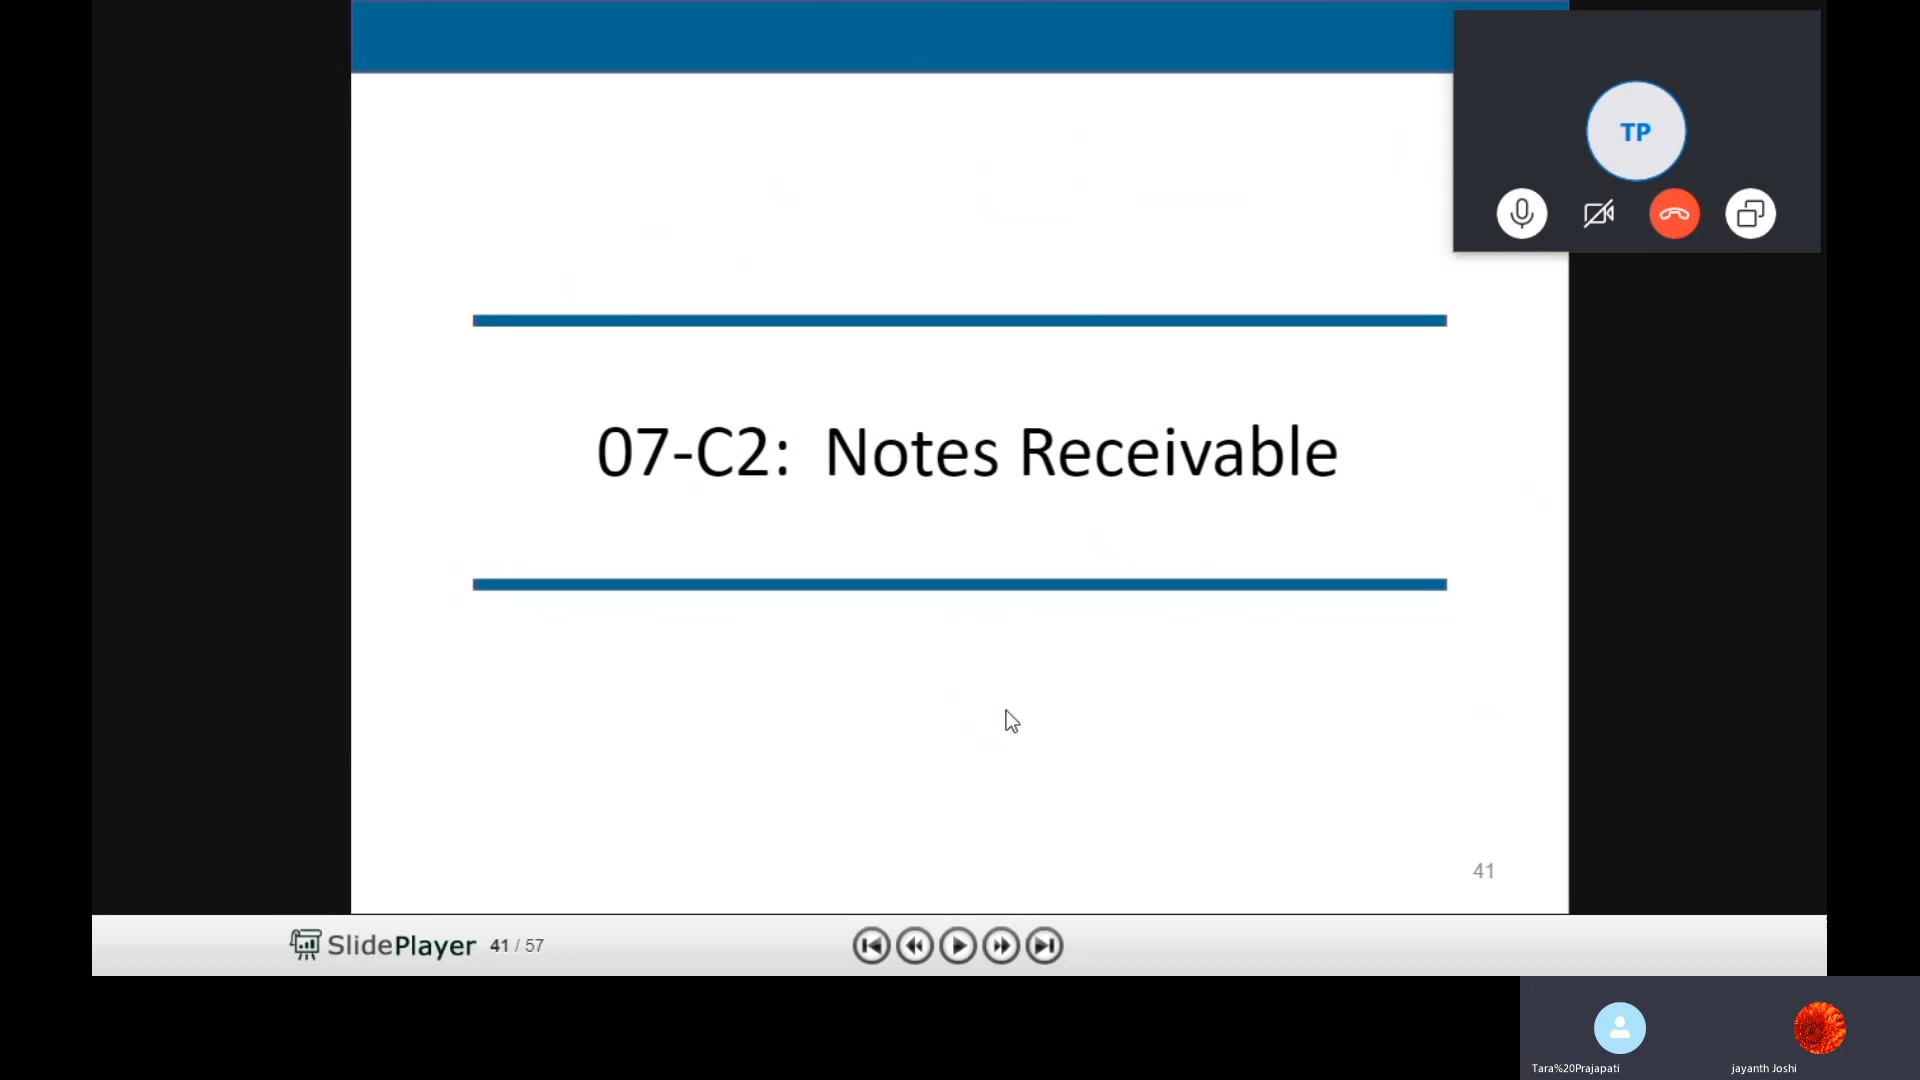 TP
07-C2: Notes Receivable
41
SlidePlayer 41 / 57
Tara%20Prajapati
jayanth Joshi